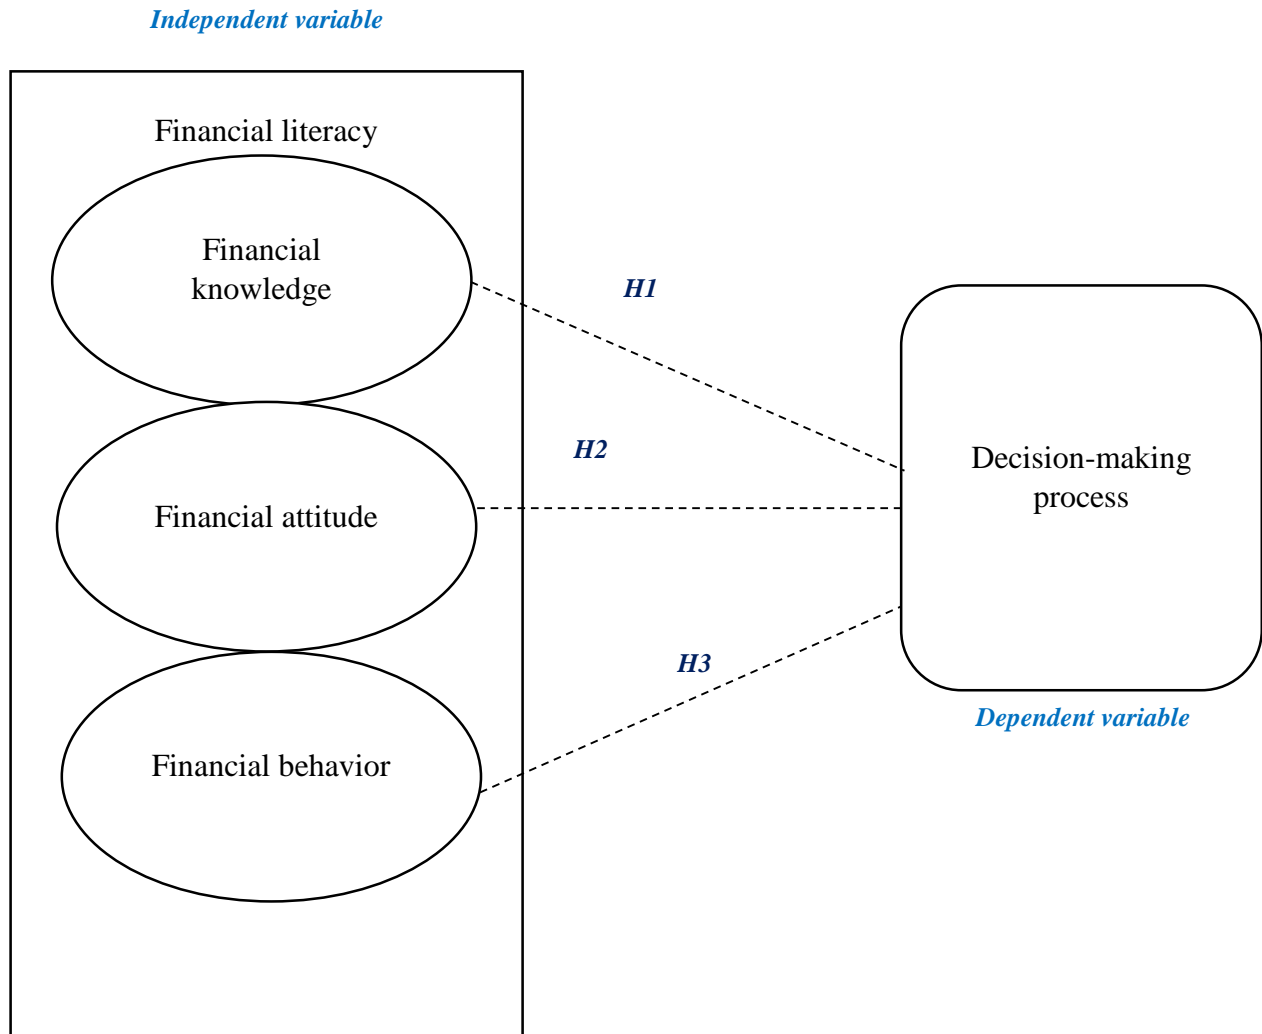 Independent variable
Financial literacy
Financial
knowledge
H1
H2
Decision-making
process
Financial attitude
H3
Dependent variable
Financial behavior